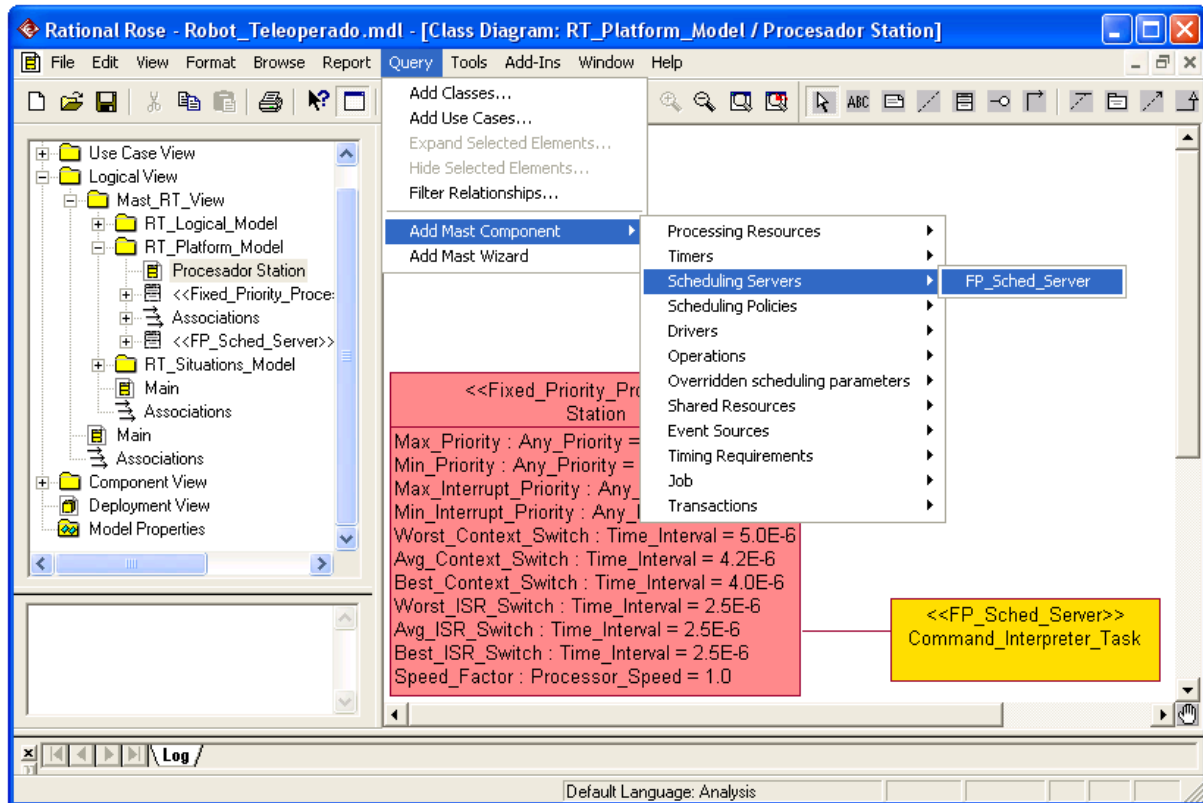 Rational Rose - Robot_Teleoperado.mdl - [Class Diagram: RT_Platform_Model / Procesador Station]
File Edit View Format Browse Report Query Tools Add-Ins Window Help
ABC
Add Classes...
Add Use Cases...
Expand Selected Elements...
Hide Selected Elements...
Filter Relationships...
Add Mast Component
Add Mast Wizard
Processing Resources
Timers
Scheduling Servers
Scheduling Policies
Drivers
Operations
Overridden scheduling parameters
Shared Resources
Event Sources
Timing Requirements
Job
Transactions
FP_Sched_Server
Use Case View
Logical View
Mast_RT_View
RT_Logical_Model
RT_Platform_Model
Procesador Station
<<Fixed_Priority_Proce
Associations
<<FP_Sched_Server>>
RT_Situations_Model
Main
Associations
Main
Associations
Component View
Deployment View
Model Properties
<<Fixed_Priority_Pro
Station
Max_Priority : Any_Priority =
Min_Priority : Any_Priority =
Max_Interrupt_Priority : Any_
Min_Interrupt_Priority : Any_
Worst_Context_Switch : Time_Interval = 5.0E-6
Avg_Context_Switch : Time_Interval = 4.2E-6
Best_Context_Switch : Time_Interval = 4.0E-6
Worst_ISR_Switch : Time_Interval = 2.5E-6
Avg_ISR_Switch : Time_Interval = 2.5E-6
Best_ISR_Switch : Time_Interval = 2.5E-6
Speed_Factor : Processor_Speed = 1.0
<<FP_Sched_Server>>
Command_Interpreter_Task
Log
Default Language: Analysis